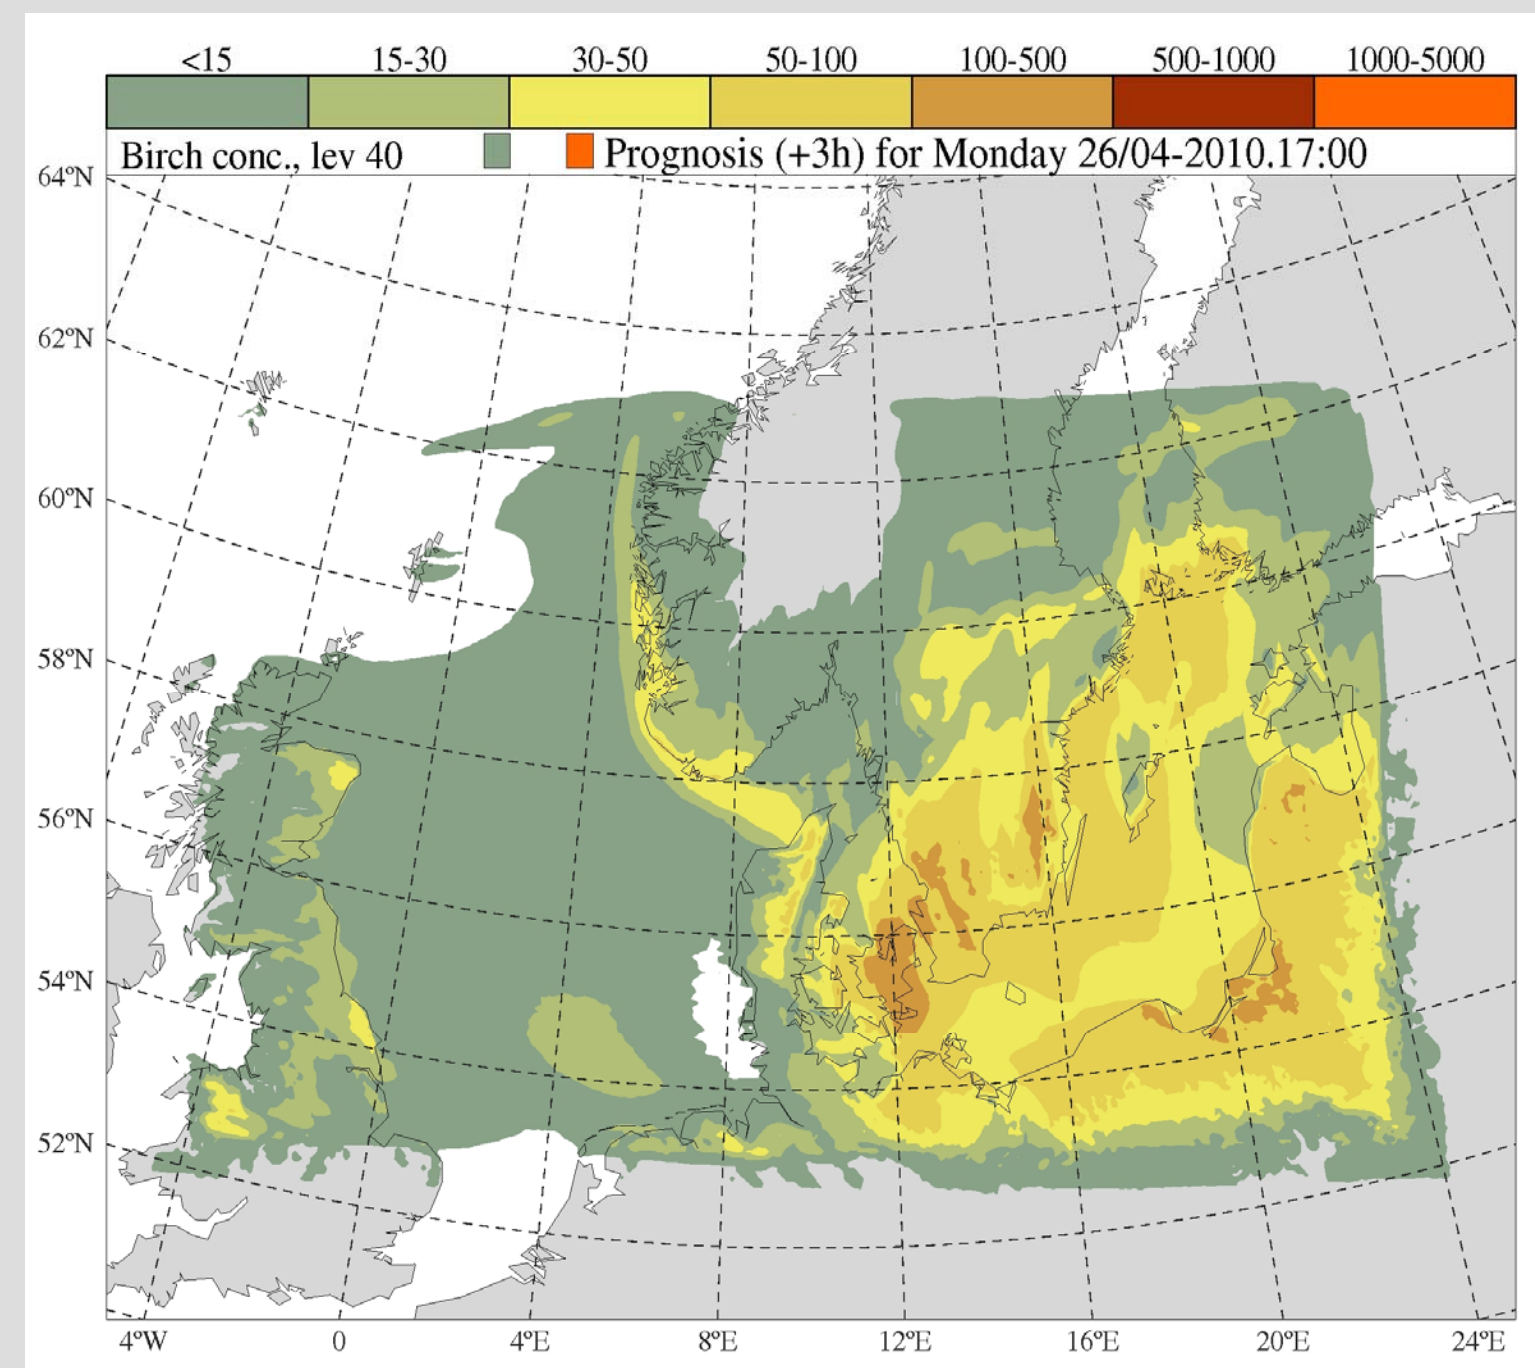 <15 15-30 30-50 50-100 100-500 500-1000 1000-5000
Birch conc., lev 40 Prognosis (+3h) for Monday 26/04-2010.17:00
64ºN
62ºN
60ºN
58ºN
56ºN
54ºN
52ºN
4ºW 0 4ºE 8ºE 12ºE 16ºE 20ºE 24ºE